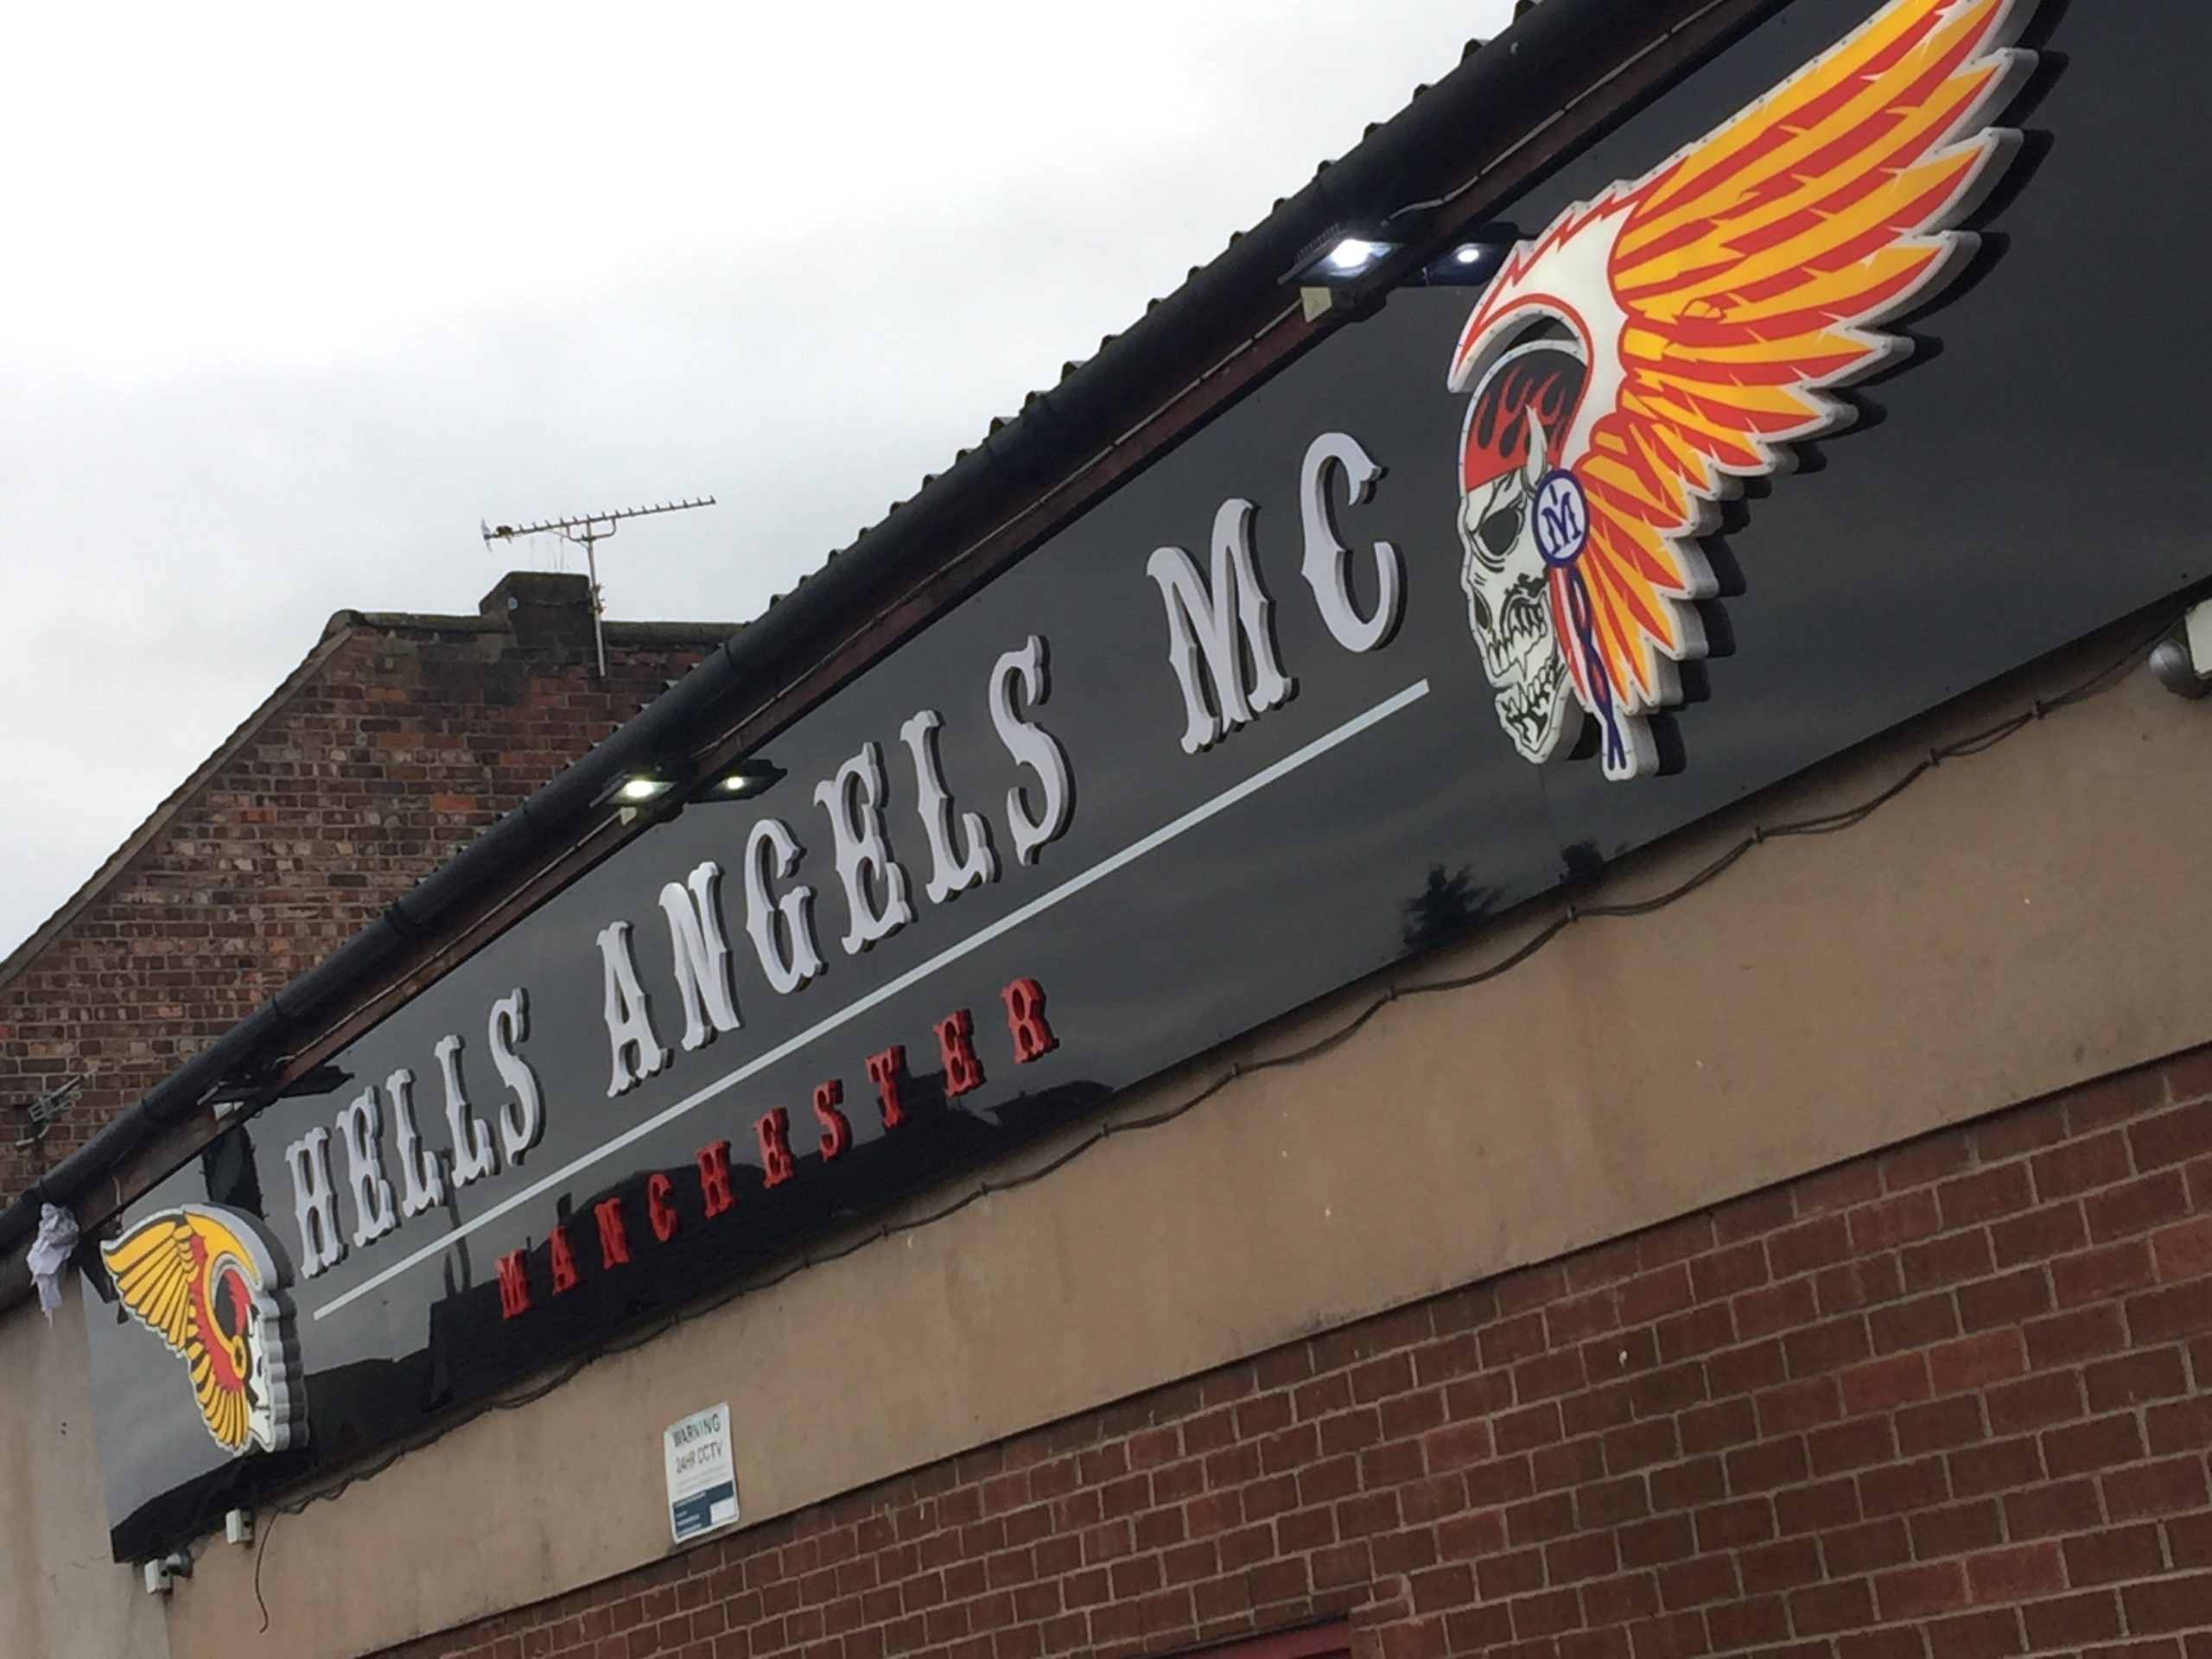 HELLS ANGELS MC
MANCHESTER
M
WARNING
24HR CCTV